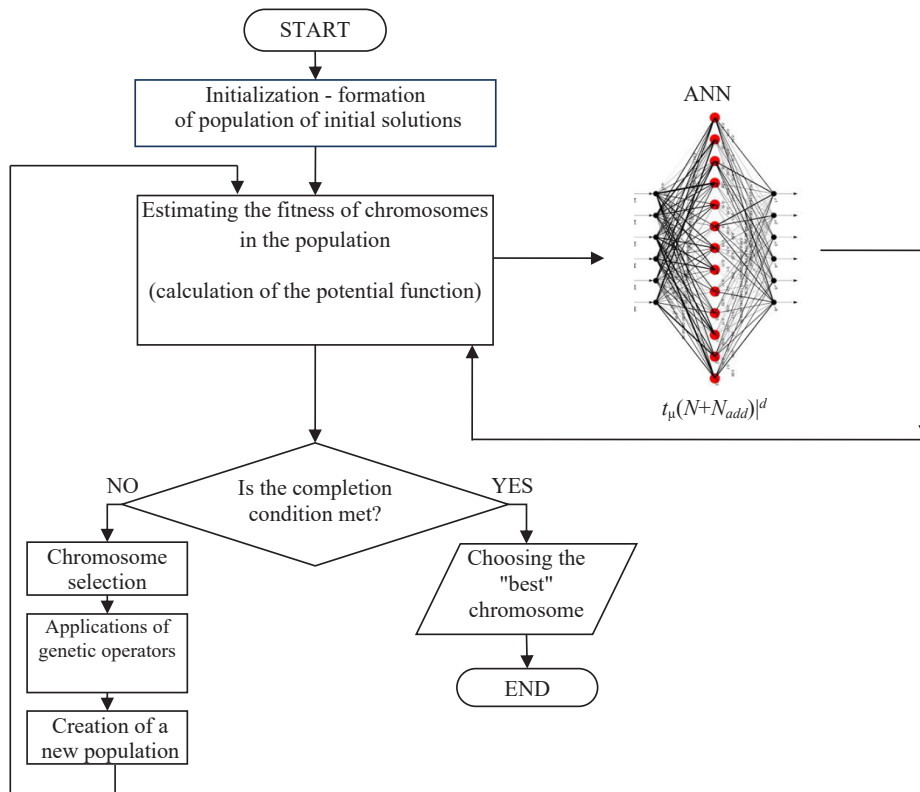 START
Initialization - formation
of population of initial solutions
ANN
Estimating the fitness of chromosomes
in the population
(calculation of the potential function)
t_μ(N+N_add)|^d
NO
YES
Is the completion
condition met?
Chromosome
selection
Choosing the
"best"
chromosome
Applications of
genetic operators
END
Creation of a
new population